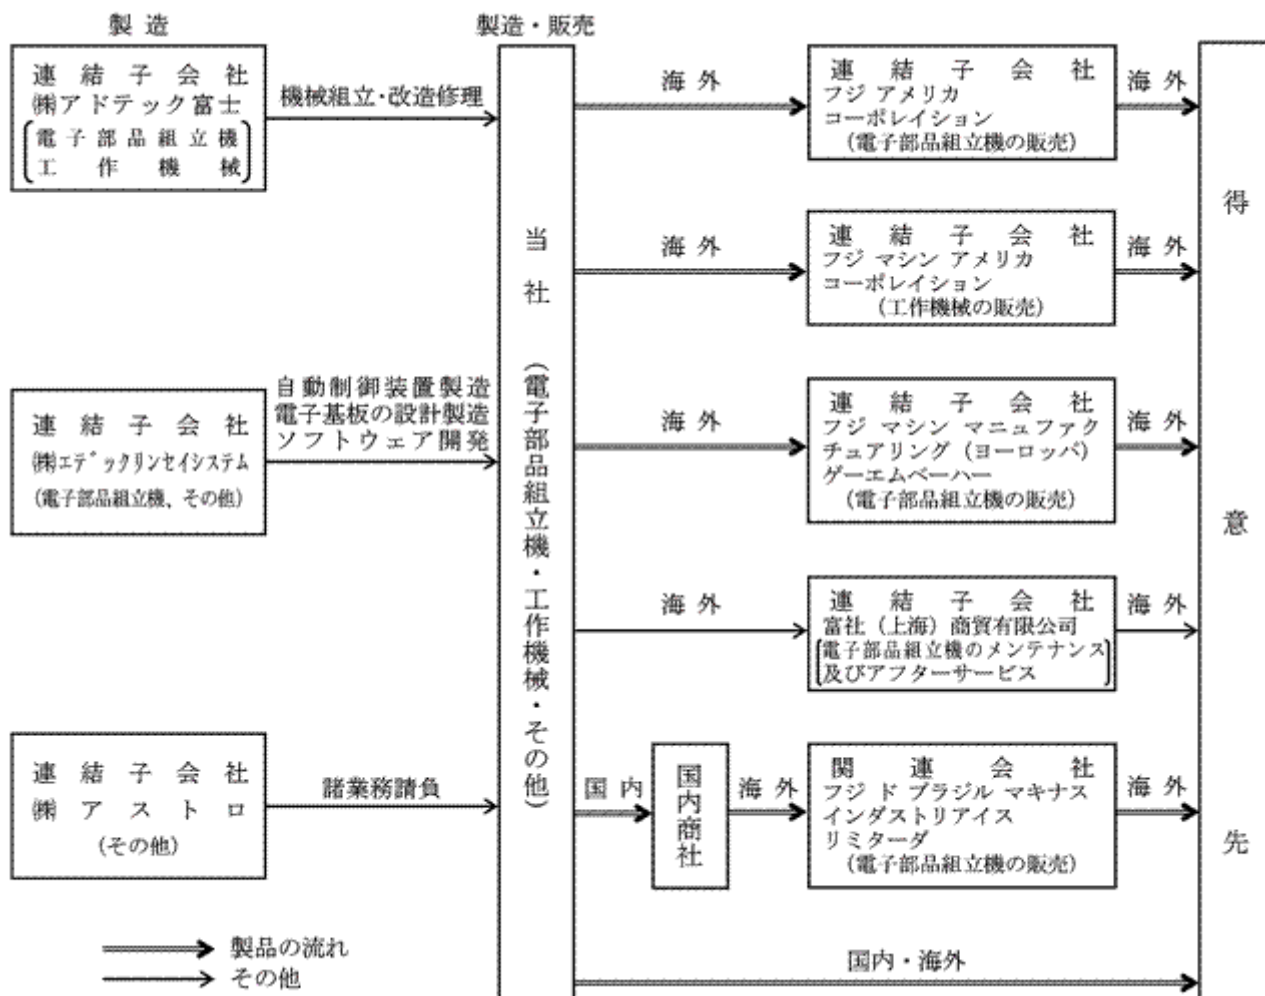 製造
連結子会社
㈱アドテック富士
電子部品組立機
工作機械
機械組立・改造修理
連結子会社
㈱エデックリンセイシステム
(電子部品組立機、その他)
自動制御装置製造
電子基板の設計製造
ソフトウェア開発
連結子会社
㈱アストロ
(その他)
諸業務請負
製造・販売
当社
(電子部品組立機・工作機械・その他)
海外
連結子会社
フジ アメリカ
コーポレイション
(電子部品組立機の販売)
海外
海外
連結子会社
フジ マシン アメリカ
コーポレイション
(工作機械の販売)
海外
海外
連結子会社
フジ マシン マニュファク
チュアリング (ヨーロッパ)
ゲーエムベーハー
(電子部品組立機の販売)
海外
海外
連結子会社
富社 (上海) 商貿有限公司
電子部品組立機のメンテナンス
及びアフターサービス
海外
国内
国内商社
海外
関連会社
フジ ド ブラジル マキナス
インダストリアイス
リミターダ
(電子部品組立機の販売)
海外
国内・海外
得意先
製品の流れ
その他